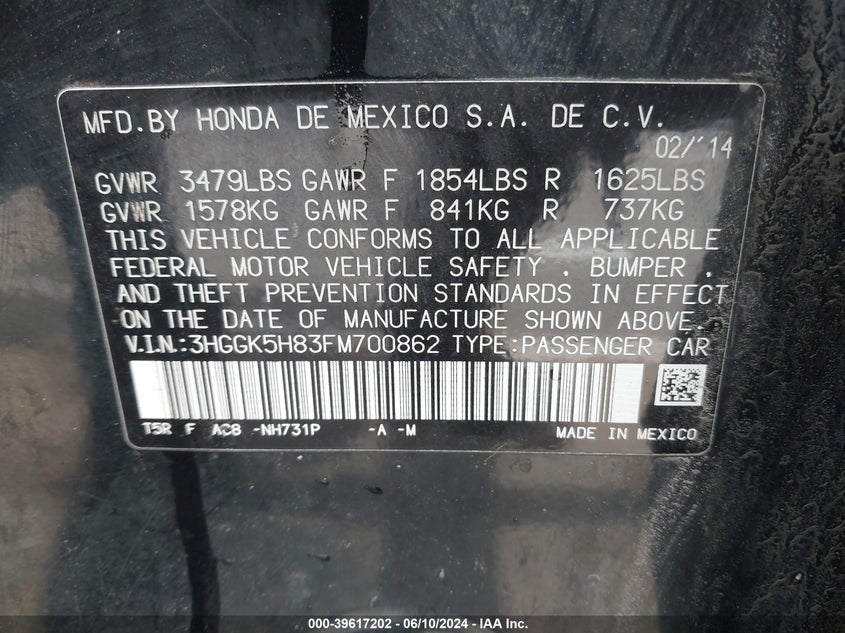 MFD.BY HONDA DE MEXICO S.A. DE C.V.
02/'14
GVWR 3479LBS GAWR F 1854LBS R 1625LBS
GVWR 1578KG GAWR F 841KG R 737KG
THIS VEHICLE CONFORMS TO ALL APPLICABLE
FEDERAL MOTOR VEHICLE SAFETY , BUMPER ,
AND THEFT PREVENTION STANDARDS IN EFFECT
ON THE DATE OF MANUFACTURE SHOWN ABOVE.
V.I.N.:3HGGK5H83FM700862 TYPE:PASSENGER CAR
T5R F AC8 -NH731P -A -M MADE IN MEXICO
000-39617202 - 06/10/2024 - IAA Inc.